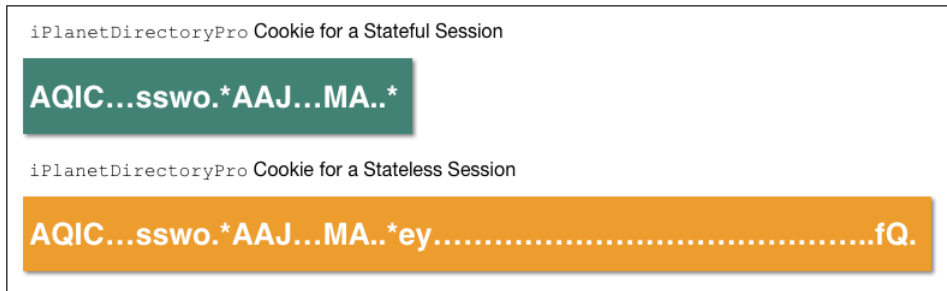 iPlanetDirectoryPro Cookie for a Stateful Session
AQIC...sswo.*AAJ...MA..*
iPlanetDirectoryPro Cookie for a Stateless Session
AQIC...sswo.*AAJ...MA..*ey.............................................fQ.